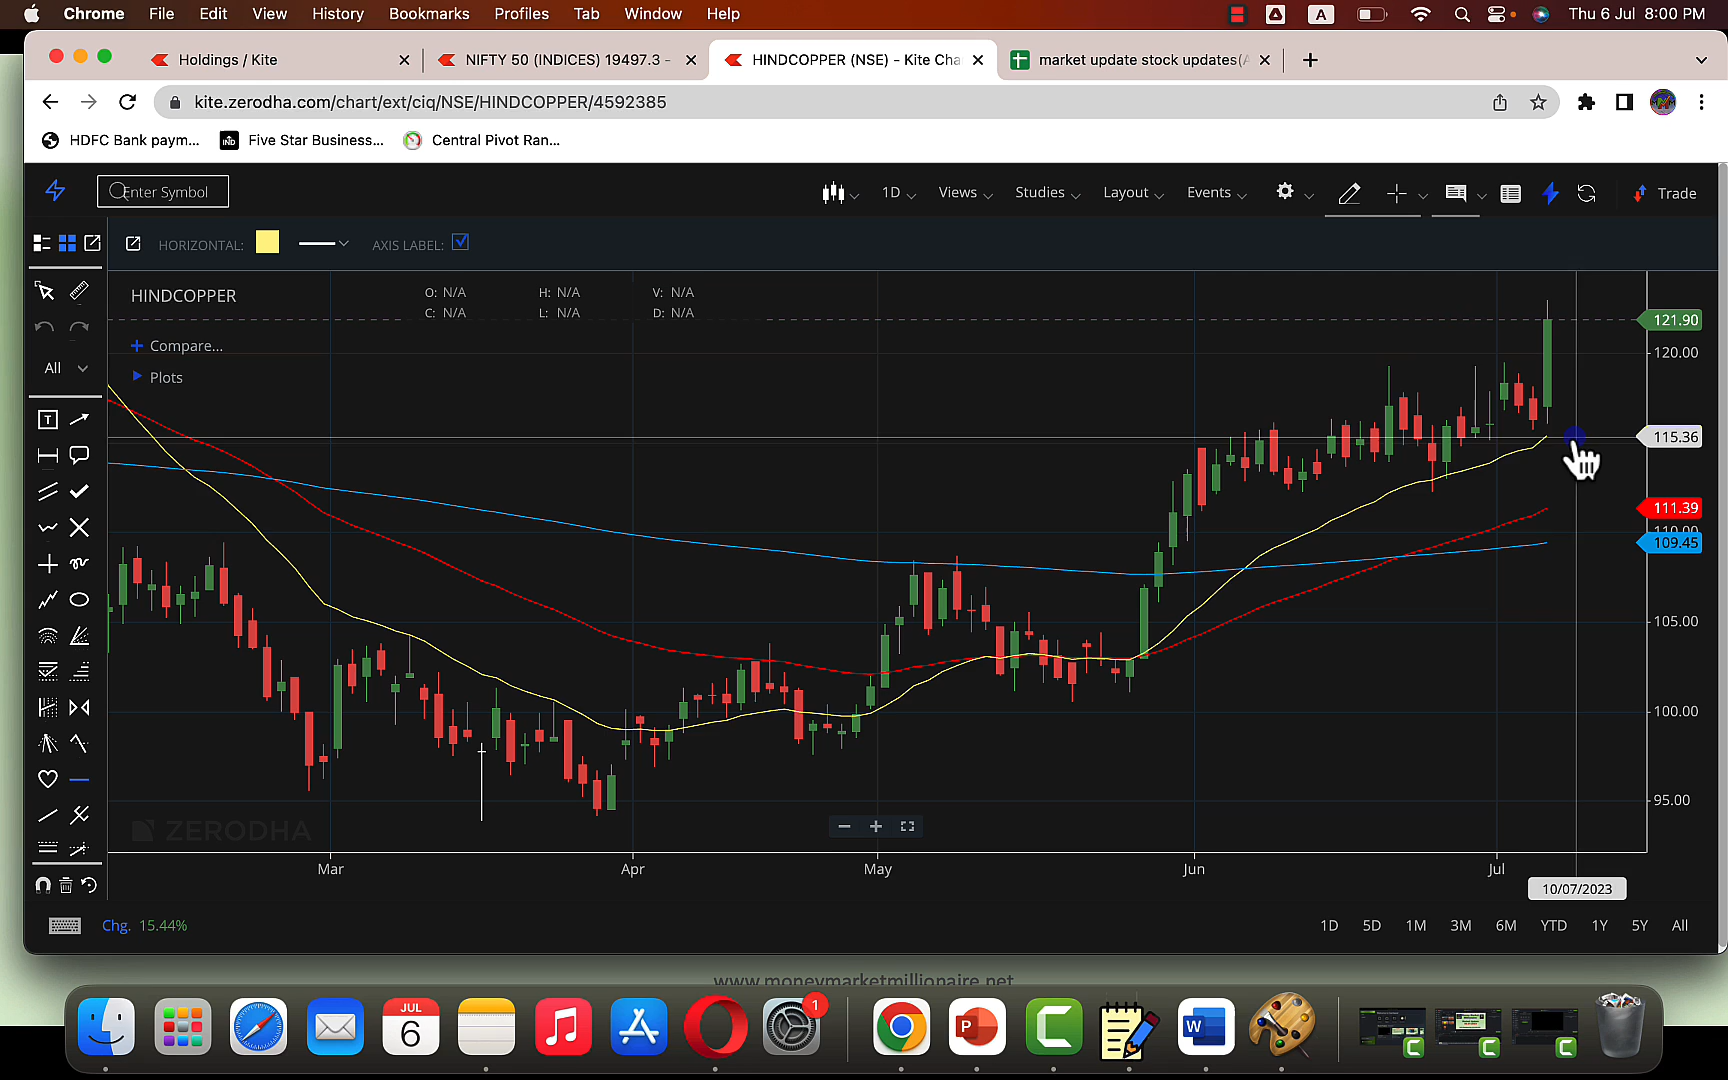 Chrome File Edit View History Bookmarks Profiles Tab Window Help A Thu 6 Jul 8:00 PM
Holdings / Kite NIFTY 50 (INDICES) 19497.3 - HINDCOPPER (NSE) - Kite Cha market update stock updates(A
kite.zerodha.com/chart/ext/ciq/NSE/HINDCOPPER/4592385
HDFC Bank paym... IND Five Star Business... Central Pivot Ran...
Enter Symbol 1D Views Studies Layout Events Trade
HORIZONTAL: AXIS LABEL:
HINDCOPPER O: N/A H: N/A V: N/A
C: N/A L: N/A D: N/A
121.90
Compare...
120.00
All
Plots
T
115.36
111.39
110.00
109.45
105.00
100.00
95.00
ZERODHA
Mar Apr May Jun Jul
10/07/2023
Chg. 15.44% 1D 5D 1M 3M 6M YTD 1Y 5Y All
www.moneymarketmillionaire.net
JUL
6
1
P
C
W
C
C
C